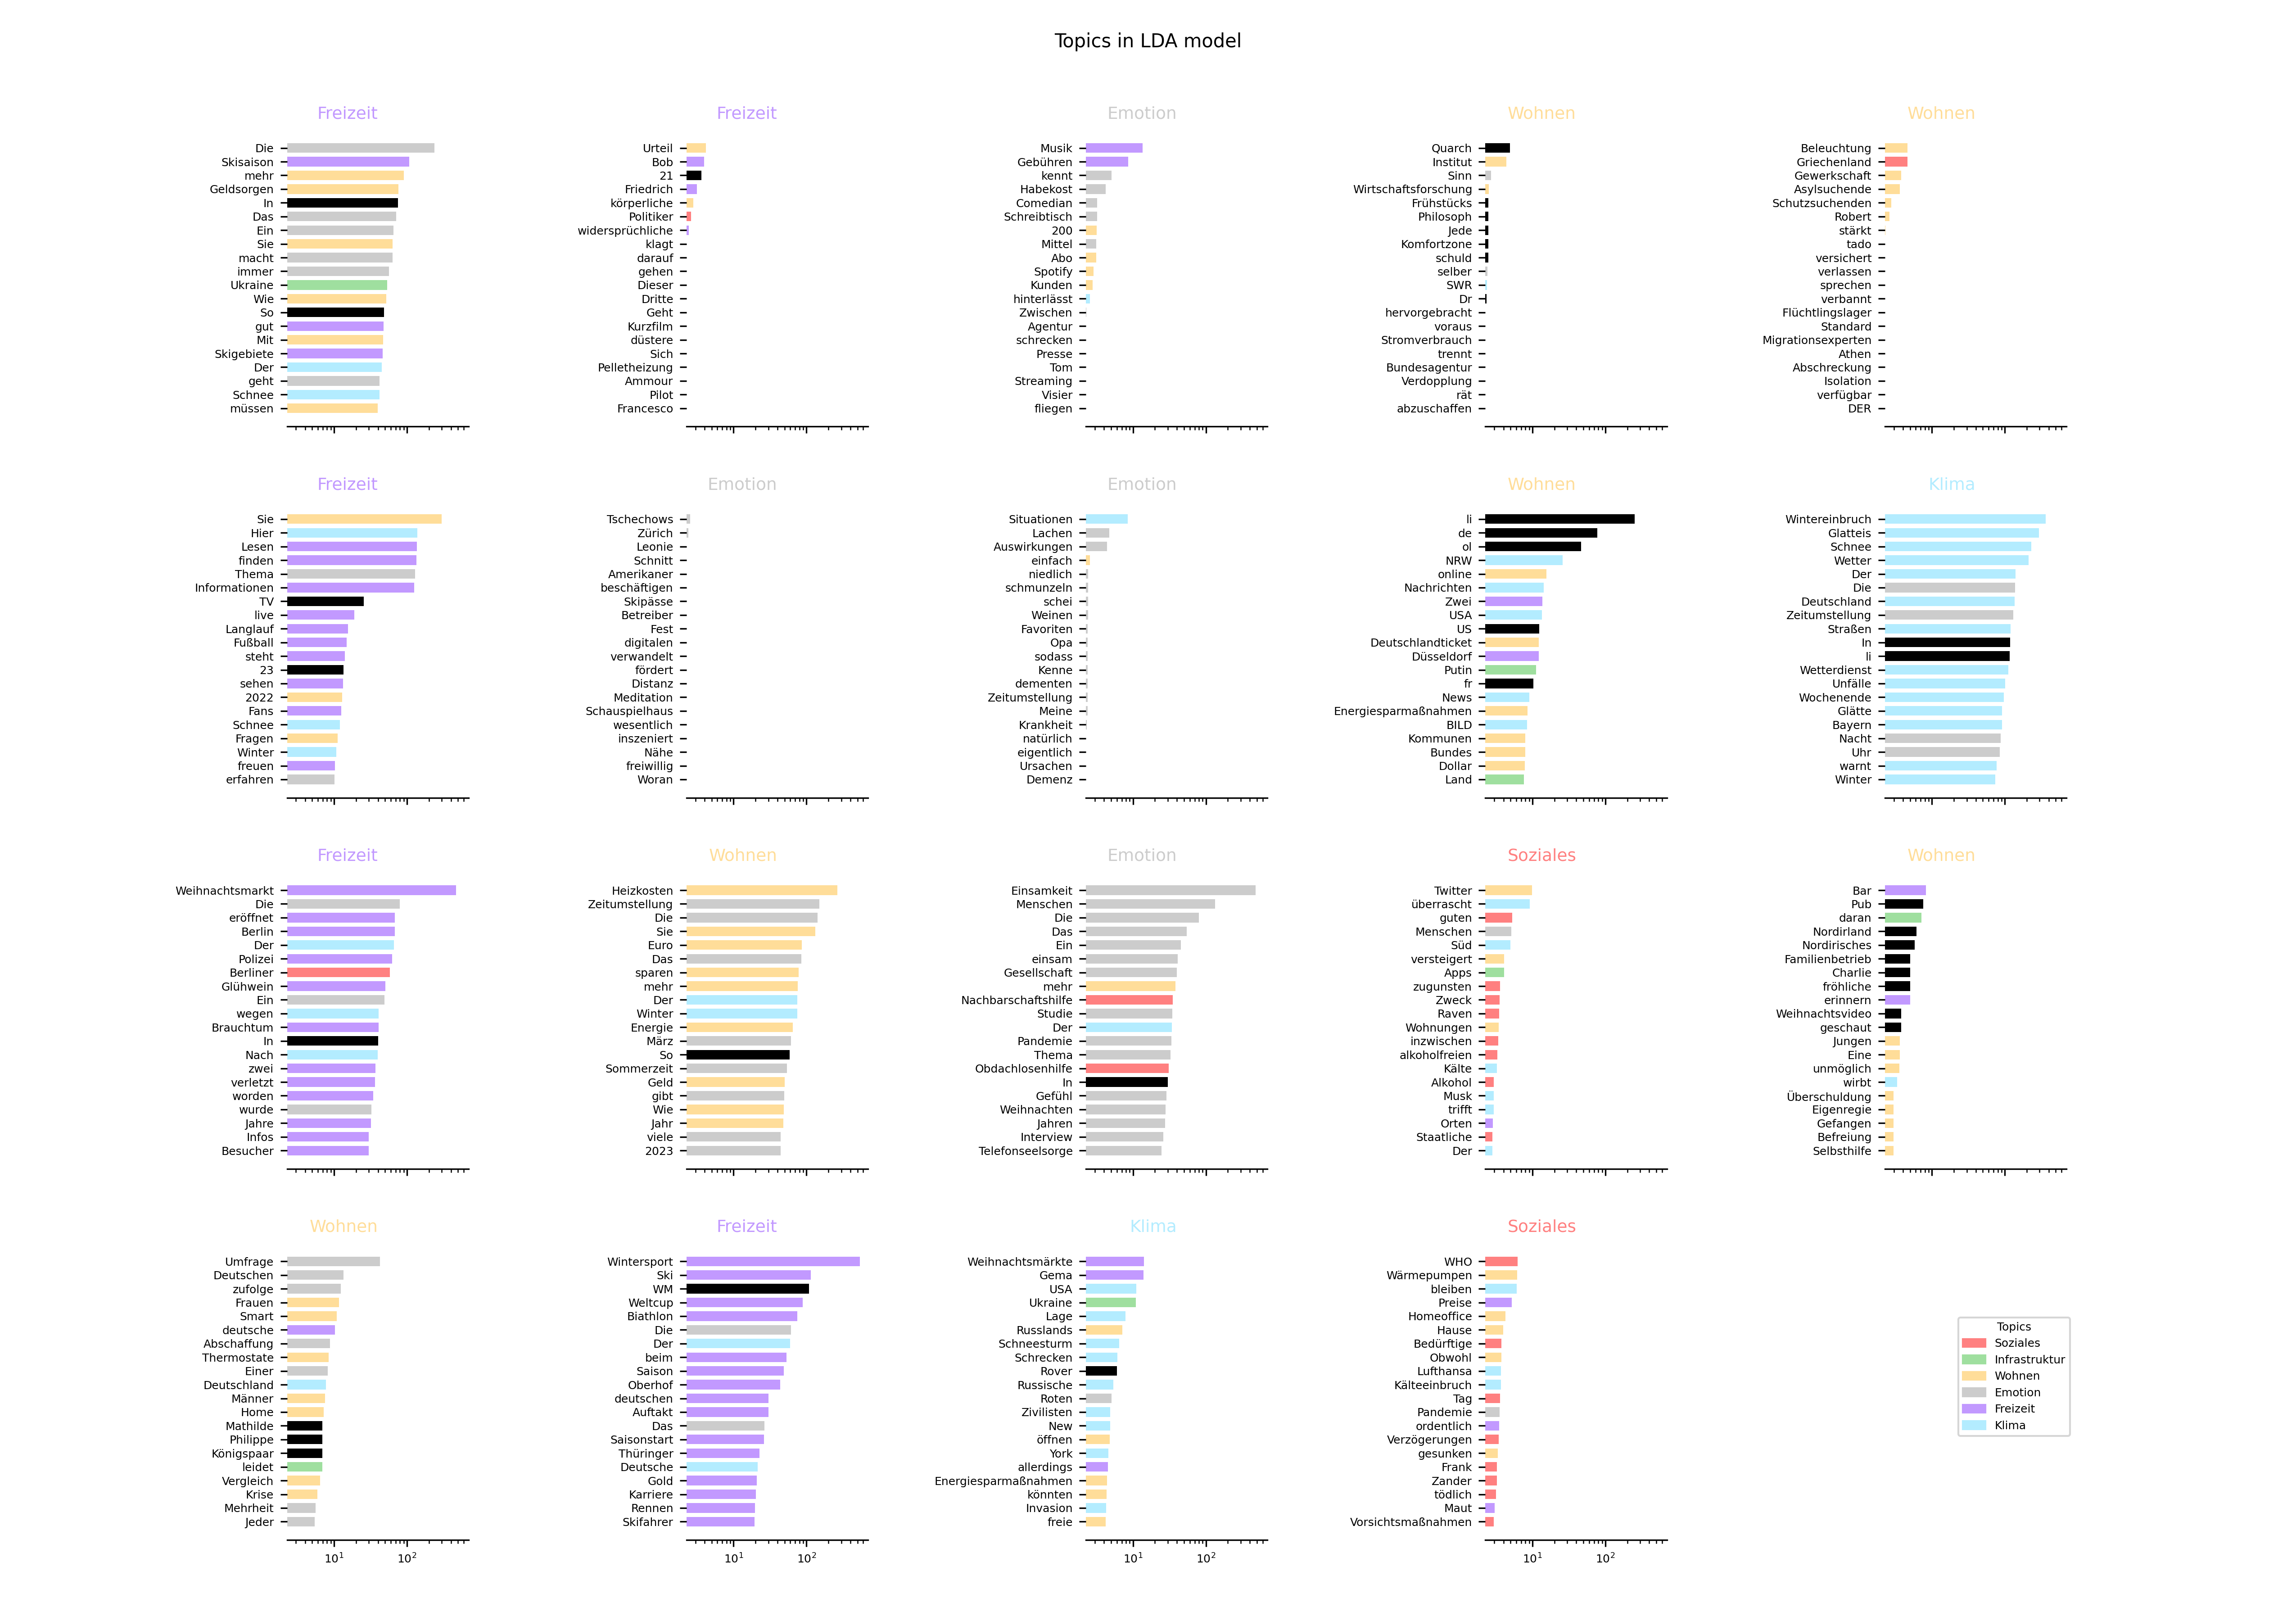 Topics in LDA model
Freizeit
Die
Skisaison
mehr
Geldsorgen
In
Das
Ein
Sie
macht
immer
Ukraine
Wie
So
gut
Mit
Skigebiete
Der
geht
Schnee
müssen
Freizeit
Urteil
Bob
21
Friedrich
körperliche
Politiker
widersprüchliche
klagt
darauf
gehen
Dieser
Dritte
Geht
Kurzfilm
düstere
Sich
Pelletheizung
Ammour
Pilot
Francesco
Emotion
Musik
Gebühren
kennt
Habekost
Comedian
Schreibtisch
200
Mittel
Abo
Spotify
Kunden
hinterlässt
Zwischen
Agentur
schrecken
Presse
Tom
Streaming
Visier
fliegen
Wohnen
Quarch
Institut
Sinn
Wirtschaftsforschung
Frühstücks
Philosoph
Jede
Komfortzone
schuld
selber
SWR
Dr
hervorgebracht
voraus
Stromverbrauch
trennt
Bundesagentur
Verdopplung
rät
abzuschaffen
Wohnen
Beleuchtung
Griechenland
Gewerkschaft
Asylsuchende
Schutzsuchenden
Robert
stärkt
tado
versichert
verlassen
sprechen
verbannt
Flüchtlingslager
Standard
Migrationsexperten
Athen
Abschreckung
Isolation
verfügbar
DER
Freizeit
Sie
Hier
Lesen
finden
Thema
Informationen
TV
live
Langlauf
Fußball
steht
23
sehen
2022
Fans
Schnee
Fragen
Winter
freuen
erfahren
Emotion
Tschechows
Zürich
Leonie
Schnitt
Amerikaner
beschäftigen
Skipässe
Betreiber
Fest
digitalen
verwandelt
fördert
Distanz
Meditation
Schauspielhaus
wesentlich
inszeniert
Nähe
freiwillig
Woran
Emotion
Situationen
Lachen
Auswirkungen
einfach
niedlich
schmunzeln
schei
Weinen
Favoriten
Opa
sodass
Kenne
dementen
Zeitumstellung
Meine
Krankheit
natürlich
eigentlich
Ursachen
Demenz
Wohnen
li
de
ol
NRW
online
Nachrichten
Zwei
USA
US
Deutschlandticket
Düsseldorf
Putin
fr
News
Energiesparmaßnahmen
BILD
Kommunen
Bundes
Dollar
Land
Klima
Wintereinbruch
Glatteis
Schnee
Wetter
Der
Die
Deutschland
Zeitumstellung
Straßen
In
li
Wetterdienst
Unfälle
Wochenende
Glätte
Bayern
Nacht
Uhr
warnt
Winter
Freizeit
Weihnachtsmarkt
Die
eröffnet
Berlin
Der
Polizei
Berliner
Glühwein
Ein
wegen
Brauchtum
In
Nach
zwei
verletzt
worden
wurde
Jahre
Infos
Besucher
Wohnen
Heizkosten
Zeitumstellung
Die
Sie
Euro
Das
sparen
mehr
Der
Winter
Energie
März
So
Sommerzeit
Geld
gibt
Wie
Jahr
viele
2023
Emotion
Einsamkeit
Menschen
Die
Das
Ein
einsam
Gesellschaft
mehr
Nachbarschaftshilfe
Studie
Der
Pandemie
Thema
Obdachlosenhilfe
In
Gefühl
Weihnachten
Jahren
Interview
Telefonseelsorge
Soziales
Twitter
überrascht
guten
Menschen
Süd
versteigert
Apps
zugunsten
Zweck
Raven
Wohnungen
inzwischen
alkoholfreien
Kälte
Alkohol
Musk
trifft
Orten
Staatliche
Der
Wohnen
Bar
Pub
daran
Nordirland
Nordirisches
Familienbetrieb
Charlie
fröhliche
erinnern
Weihnachtsvideo
geschaut
Jungen
Eine
unmöglich
wirbt
Überschuldung
Eigenregie
Gefangen
Befreiung
Selbsthilfe
Wohnen
Umfrage
Deutschen
zufolge
Frauen
Smart
deutsche
Abschaffung
Thermostate
Einer
Deutschland
Männer
Home
Mathilde
Philippe
Königspaar
leidet
Vergleich
Krise
Mehrheit
Jeder
10¹ 10²
Freizeit
Wintersport
Ski
WM
Weltcup
Biathlon
Die
Der
beim
Saison
Oberhof
deutschen
Auftakt
Das
Saisonstart
Thüringer
Deutsche
Gold
Karriere
Rennen
Skifahrer
10¹ 10²
Klima
Weihnachtsmärkte
Gema
USA
Ukraine
Lage
Russlands
Schneesturm
Schrecken
Rover
Russische
Roten
Zivilisten
New
öffnen
York
allerdings
Energiesparmaßnahmen
könnten
Invasion
freie
10¹ 10²
Soziales
WHO
Wärmepumpen
bleiben
Preise
Homeoffice
Hause
Bedürftige
Obwohl
Lufthansa
Kälteeinbruch
Tag
Pandemie
ordentlich
Verzögerungen
gesunken
Frank
Zander
tödlich
Maut
Vorsichtsmaßnahmen
10¹ 10²
Topics
Soziales
Infrastruktur
Wohnen
Emotion
Freizeit
Klima